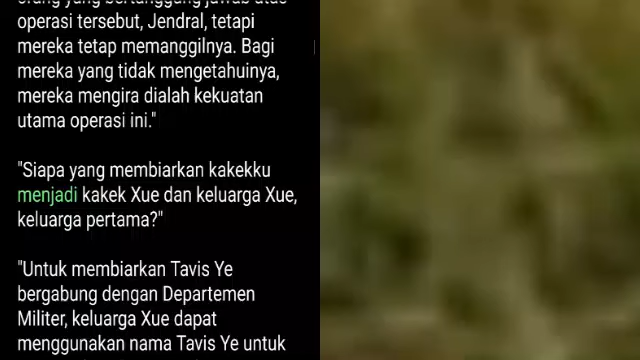 operasi tersebut, Jendral, tetapi
mereka tetap memanggilnya. Bagi
mereka yang tidak mengetahuinya,
mereka mengira dialah kekuatan
utama operasi ini."
"Siapa yang membiarkan kakekku
menjadi kakek Xue dan keluarga Xue,
keluarga pertama?"
"Untuk membiarkan Tavis Ye
bergabung dengan Departemen
Militer, keluarga Xue dapat
menggunakan nama Tavis Ye untuk